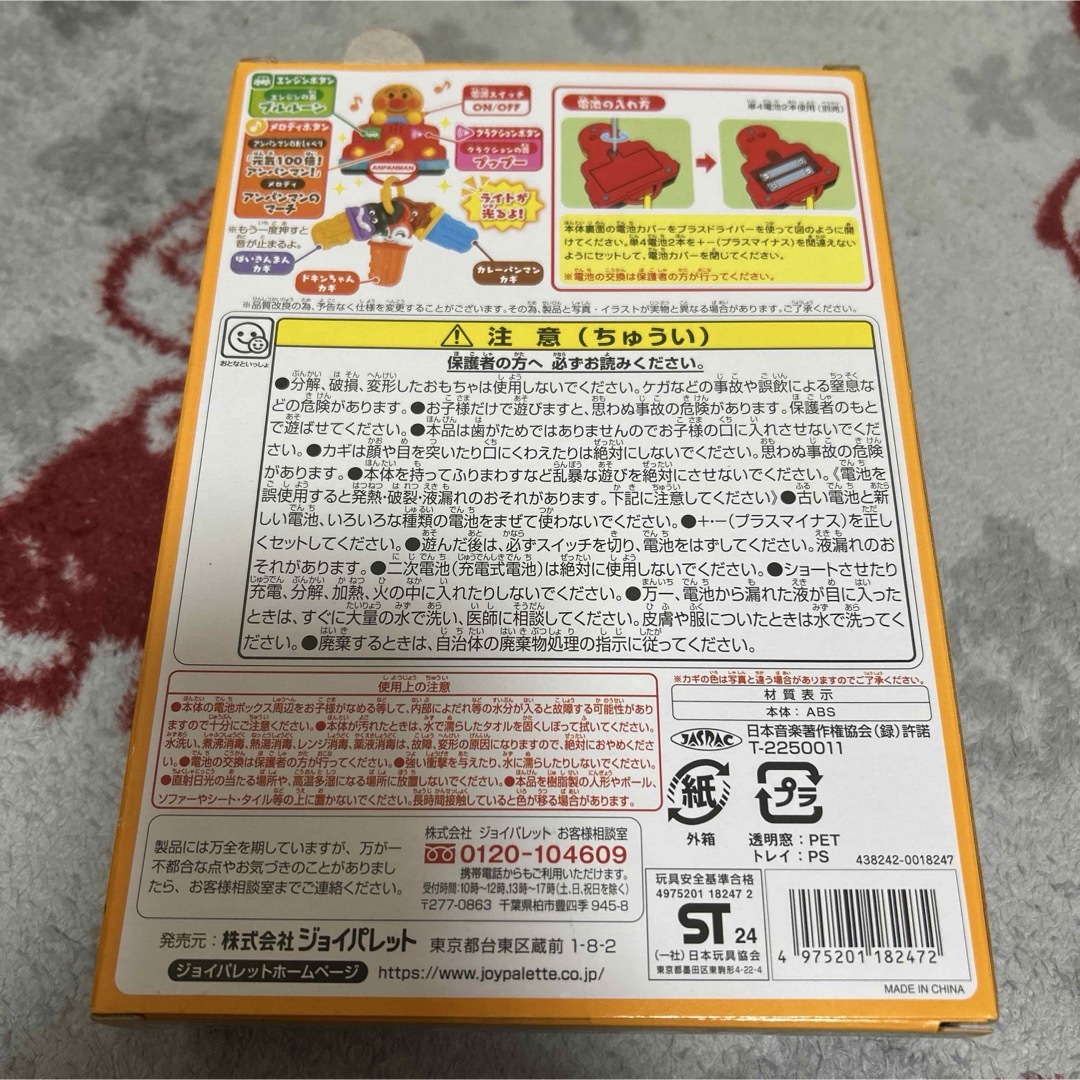 エンジンボタン
エンジンの音
ブルルーン
メロディボタン
アンパンマンのおしゃべり
「元気100倍!
アンパンマン!」
メロディ
アンパンマンの
マーチ
※もう一度押すと
音が止まるよ。
電源スイッチ
ON/OFF
クラクションボタン
クラクションの音
プップー
ANPANMAN
ライトが
光るよ!
ばいきんまん
カギ
ドキンちゃん
カギ
カレーパンマン
カギ
電池の入れ方
単4電池2本使用(別売)
本体裏面の電池カバーをプラスドライバーを使って図のように開
けてください。単4電池2本を+-(プラスマイナス)を間違えない
ようにセットして、電池カバーを閉じてください。
※電池の交換は保護者の方が行ってください。
※品質改良の為、予告なく仕様を変更することがございます。その為、製品と写真・イラストが実物と異なる場合があります。ご了承ください。
おとなといっしょ
注意(ちゅうい)
保護者の方へ 必ずお読みください。
●分解、破損、変形したおもちゃは使用しないでください。ケガなどの事故や誤飲による窒息な
どの危険があります。●お子様だけで遊びますと、思わぬ事故の危険があります。保護者のもと
で遊ばせてください。●本品は歯がためではありませんのでお子様の口に入れさせないでくだ
さい。●カギは顔や目を突いたり口にくわえたりは絶対にしないでください。思わぬ事故の危険
があります。●本体を持ってふりまわすなど乱暴な遊びを絶対にさせないでください。《電池を
誤使用すると発熱・破裂・液漏れのおそれがあります。下記に注意してください》●古い電池と新
しい電池、いろいろな種類の電池をまぜて使わないでください。●+・-(プラスマイナス)を正し
くセットしてください。●遊んだ後は、必ずスイッチを切り、電池をはずしてください。液漏れのお
それがあります。●二次電池(充電式電池)は絶対に使用しないでください。●ショートさせたり
充電、分解、加熱、火の中に入れたりしないでください。●万一、電池から漏れた液が目に入った
ときは、すぐに大量の水で洗い、医師に相談してください。皮膚や服についたときは水で洗ってく
ださい。●廃棄するときは、自治体の廃棄物処理の指示に従ってください。
使用上の注意
●本体の電池ボックス周辺をお子様がなめる等して、内部によだれ等の水分が入ると故障する可能性があり
ますので十分にご注意ください。●本体が汚れたときは、水で濡らしたタオルを固くしぼって拭いてください。
水洗い、煮沸消毒、熱湯消毒、レンジ消毒、薬液消毒は、故障、変形の原因になりますので、絶対におやめくださ
い。●電池の交換は保護者の方が行ってください。●強い衝撃を与えたり、水に濡らしたりしないでください。
●直射日光の当たる場所や、高温多湿になる場所に放置しないでください。●本品を樹脂製の人形やボール、
ソファーやシート・タイル等の上に置かないでください。長時間接触していると色が移る場合があります。
※カギの色は写真と違う場合がありますのでご了承ください。
材質表示
本体:ABS
JASRAC
日本音楽著作権協会(録)許諾
T-2250011
紙
外箱
プラ
透明窓:PET
トレイ:PS
438242-0018247
製品には万全を期していますが、万が一
不都合な点やお気づきのことがありまし
たら、お客様相談室までご連絡ください。
株式会社 ジョイパレット お客様相談室
0120-104609
携帯電話からもご利用いただけます。
受付時間:10時〜12時、13時〜17時(土、日、祝日を除く)
〒277-0863 千葉県柏市豊四季 945-8
発売元:株式会社 ジョイパレット 東京都台東区蔵前 1-8-2
ジョイパレットホームページ https://www.joypalette.co.jp/
玩具安全基準合格
4975201 18247 2
ST 24
(一社)日本玩具協会
東京都墨田区東駒形4-22-4
4 975201 182472
MADE IN CHINA